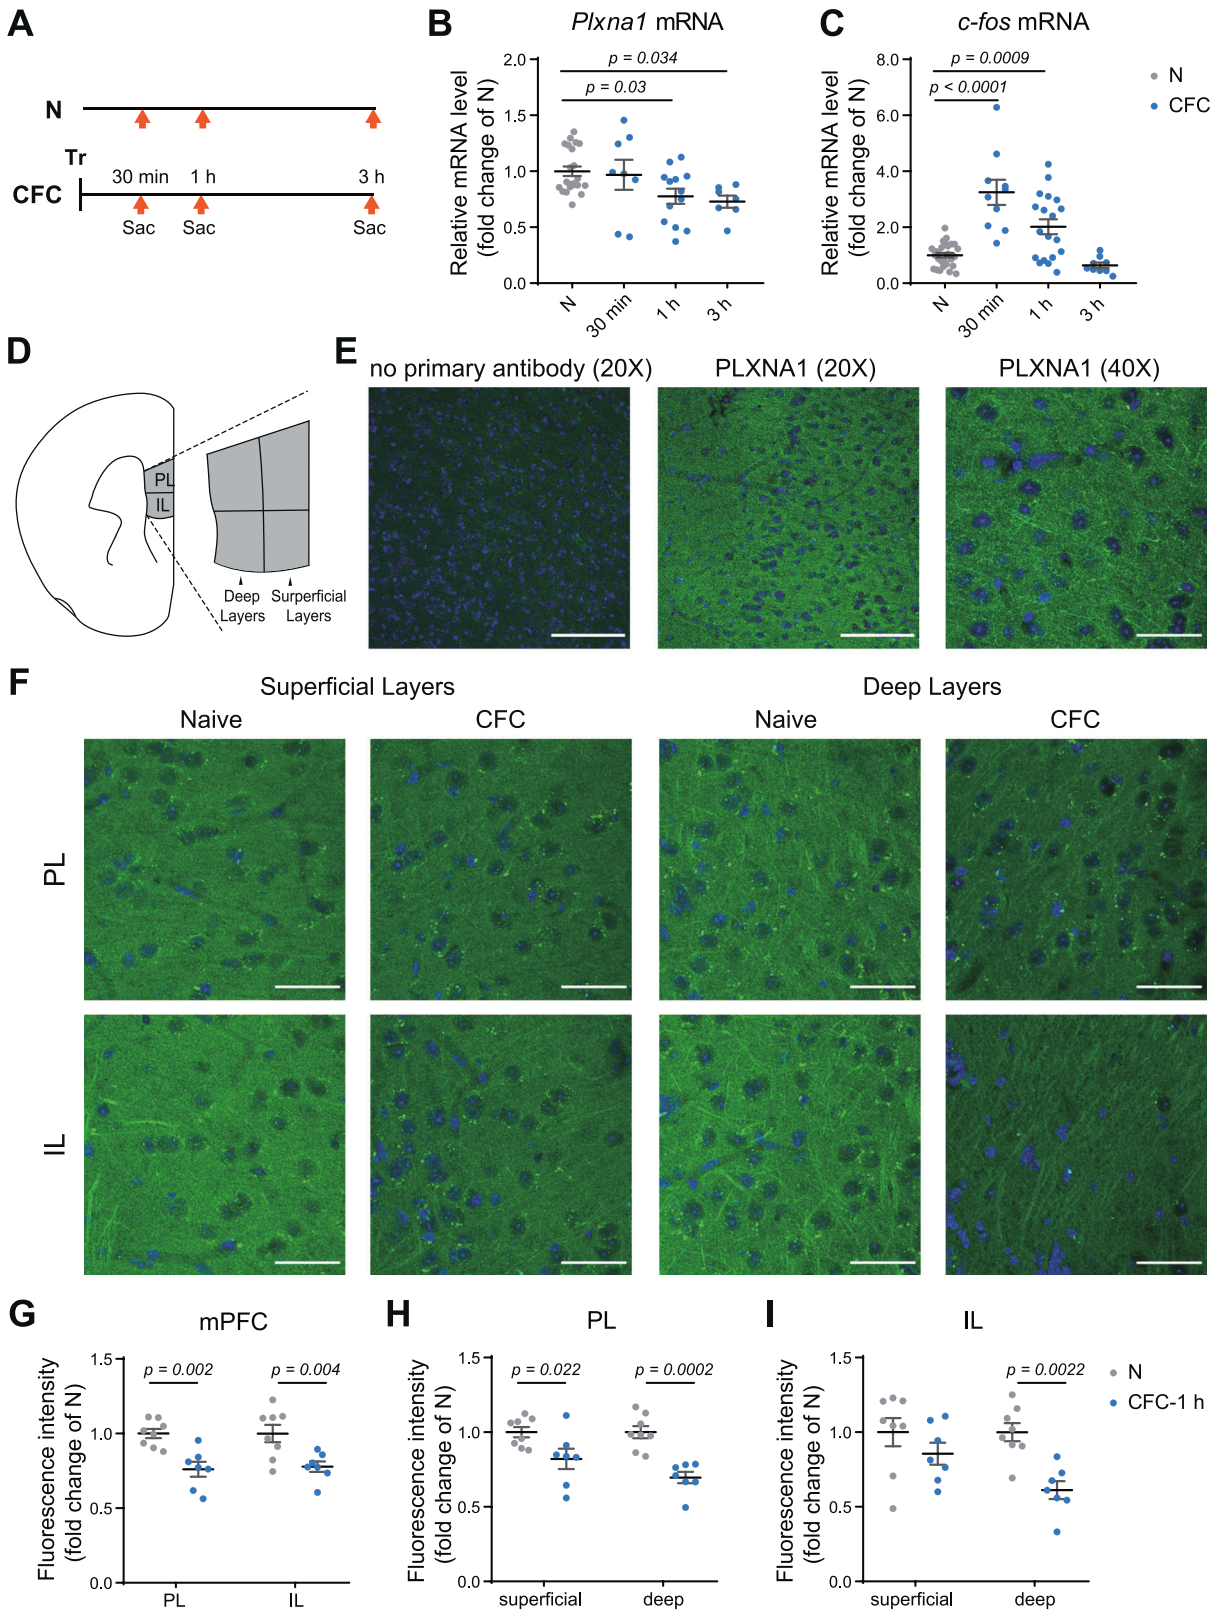 A
N
Tr
CFC
30 min
1 h
3 h
Sac
Sac
Sac
B
Plxna1 mRNA
Relative mRNA level
(fold change of N)
2.0
1.5
1.0
0.5
0.0
p = 0.034
p = 0.03
N
30 min
1 h
3 h
C
c-fos mRNA
Relative mRNA level
(fold change of N)
8.0
6.0
4.0
2.0
0.0
p = 0.0009
p < 0.0001
N
30 min
1 h
3 h
N
CFC
D
PL
IL
Deep
Layers
Surperficial
Layers
E
no primary antibody (20X)
PLXNA1 (20X)
PLXNA1 (40X)
F
Superficial Layers
Deep Layers
Naive
CFC
Naive
CFC
PL
IL
G
mPFC
Fluorescence intensity
(fold change of N)
1.5
1.0
0.5
0.0
p = 0.002
p = 0.004
PL
IL
H
PL
Fluorescence intensity
(fold change of N)
1.5
1.0
0.5
0.0
p = 0.022
p = 0.0002
superficial
deep
I
IL
Fluorescence intensity
(fold change of N)
1.5
1.0
0.5
0.0
p = 0.0022
superficial
deep
N
CFC-1 h